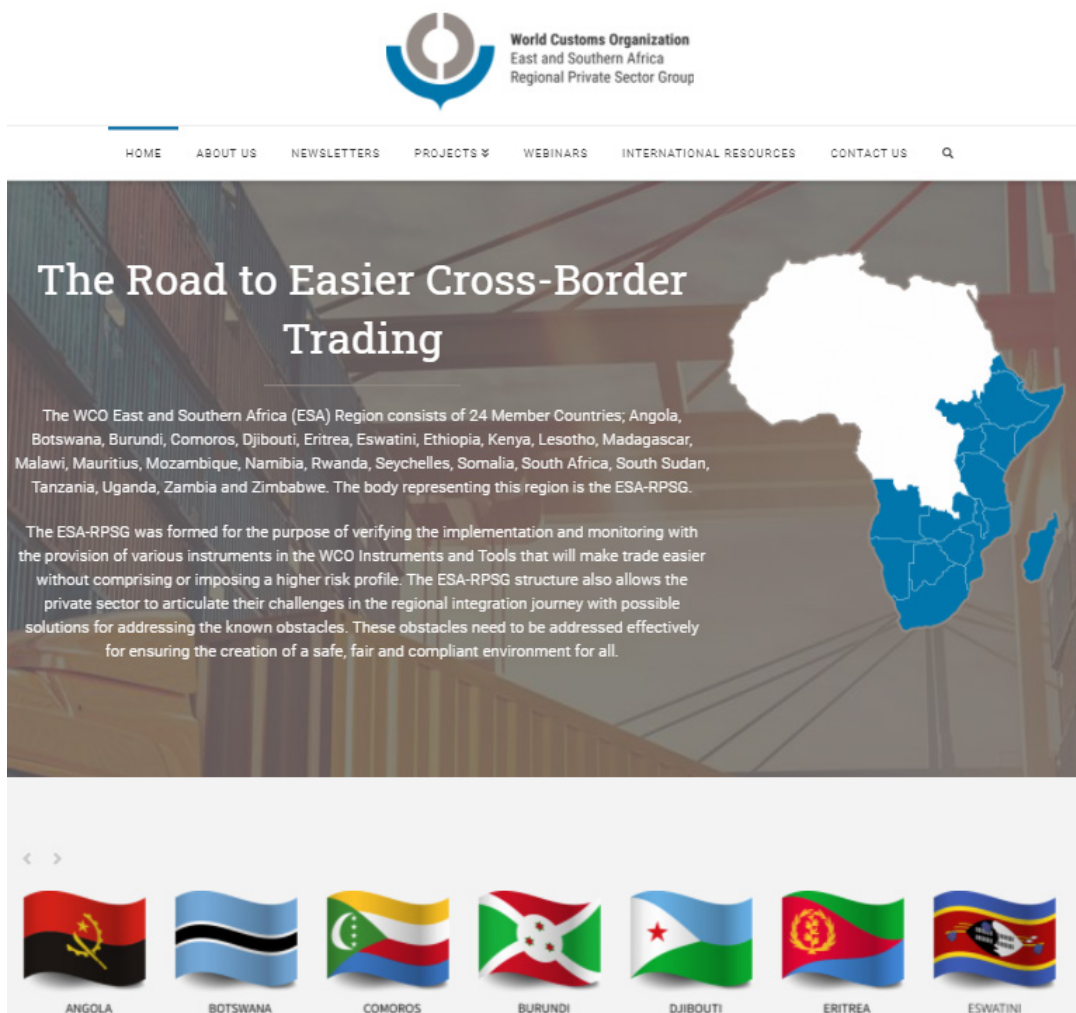 World Customs Organization
East and Southern Africa
Regional Private Sector Group
HOME ABOUT US NEWSLETTERS PROJECTS WEBINARS INTERNATIONAL RESOURCES CONTACT US
The Road to Easier Cross-Border
Trading
The WCO East and Southern Africa (ESA) Region consists of 24 Member Countries; Angola,
Botswana, Burundi, Comoros, Djibouti, Eritrea, Eswatini, Ethiopia, Kenya, Lesotho, Madagascar,
Malawi, Mauritius, Mozambique, Namibia, Rwanda, Seychelles, Somalia, South Africa, South Sudan,
Tanzania, Uganda, Zambia and Zimbabwe. The body representing this region is the ESA-RPSG.
The ESA-RPSG was formed for the purpose of verifying the implementation and monitoring with
the provision of various instruments in the WCO Instruments and Tools that will make trade easier
without comprising or imposing a higher risk profile. The ESA-RPSG structure also allows the
private sector to articulate their challenges in the regional integration journey with possible
solutions for addressing the known obstacles. These obstacles need to be addressed effectively
for ensuring the creation of a safe, fair and compliant environment for all.
ANGOLA BOTSWANA COMOROS BURUNDI DJIBOUTI ERITREA ESWATINI